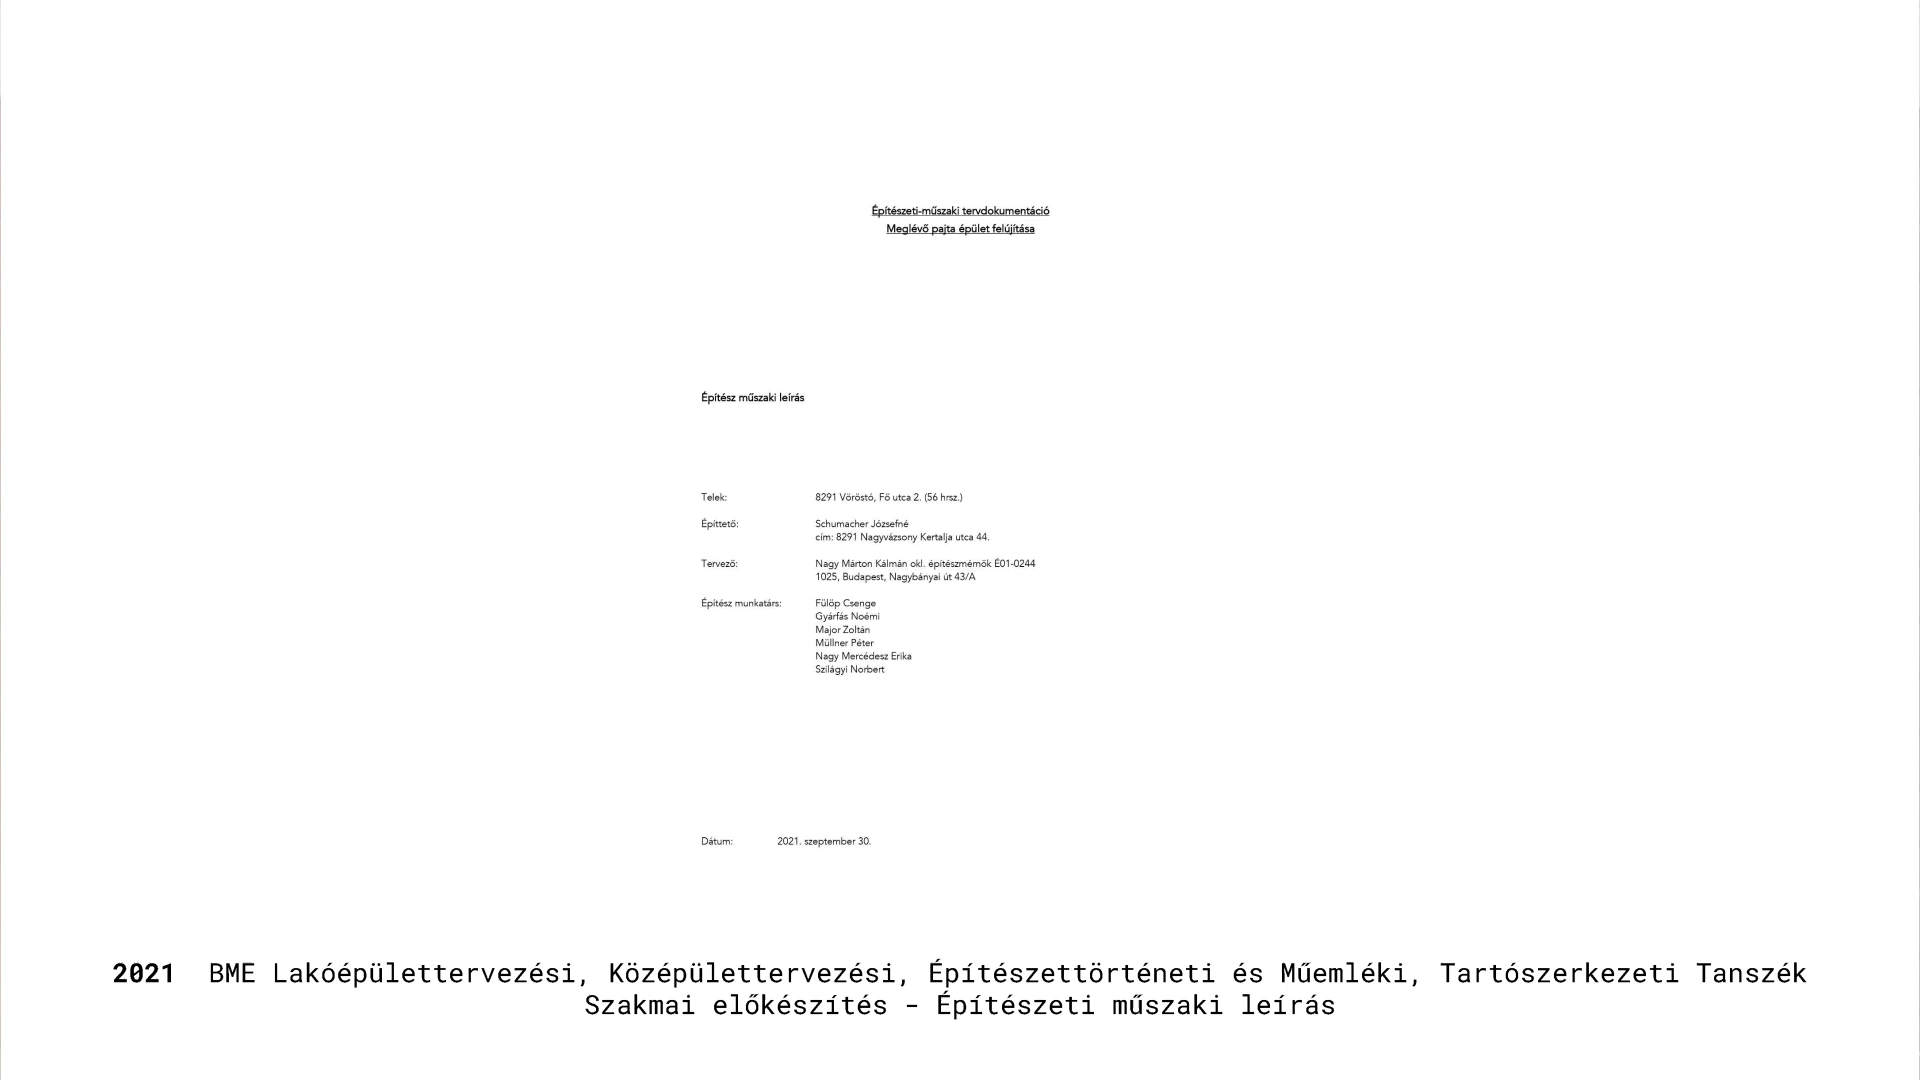 Építészeti-műszaki tervdokumentáció
Meglévő pajta épület felújítása
Építész műszaki leírás
Telek: 8291 Vöröstó, Fő utca 2. (56 hrsz.)
Építtető: Schumacher Józsefné
cím: 8291 Nagyvázsony Kertalja utca 44.
Tervező: Nagy Márton Kálmán okl. építészmérnök É01-0244
1025, Budapest, Nagybányai út 43/A
Építész munkatárs: Fülöp Csenge
Gyárfás Noémi
Major Zoltán
Müllner Péter
Nagy Mercédesz Erika
Szilágyi Norbert
Dátum: 2021. szeptember 30.
2021 BME Lakóépülettervezési, Középülettervezési, Építészettörténeti és Műemléki, Tartószerkezeti Tanszék
Szakmai előkészítés - Építészeti műszaki leírás